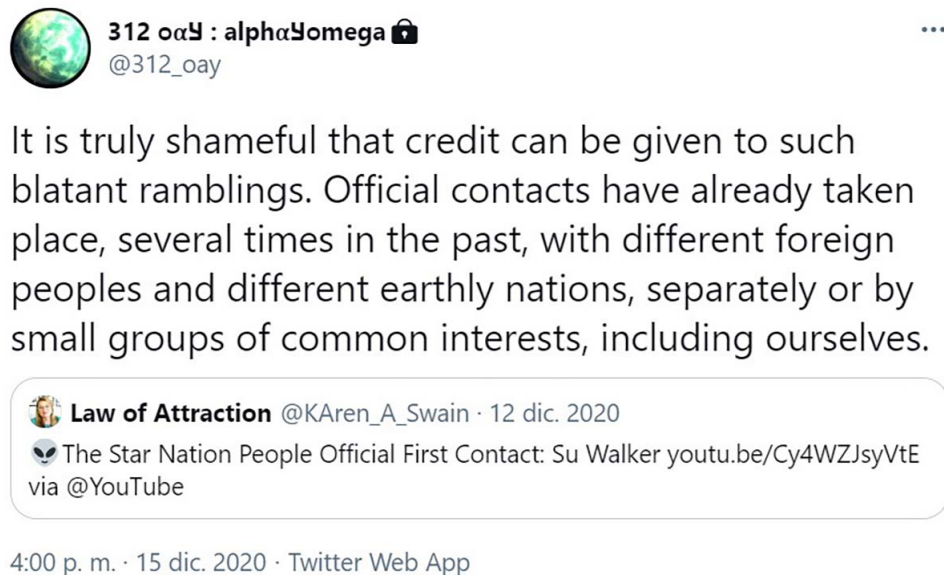 312 oαꓬ : alphαꓬomega
@312_oay
It is truly shameful that credit can be given to such
blatant ramblings. Official contacts have already taken
place, several times in the past, with different foreign
peoples and different earthly nations, separately or by
small groups of common interests, including ourselves.
Law of Attraction @KAren_A_Swain · 12 dic. 2020
👽The Star Nation People Official First Contact: Su Walker youtu.be/Cy4WZJsyVtE
via @YouTube
4:00 p. m. · 15 dic. 2020 · Twitter Web App